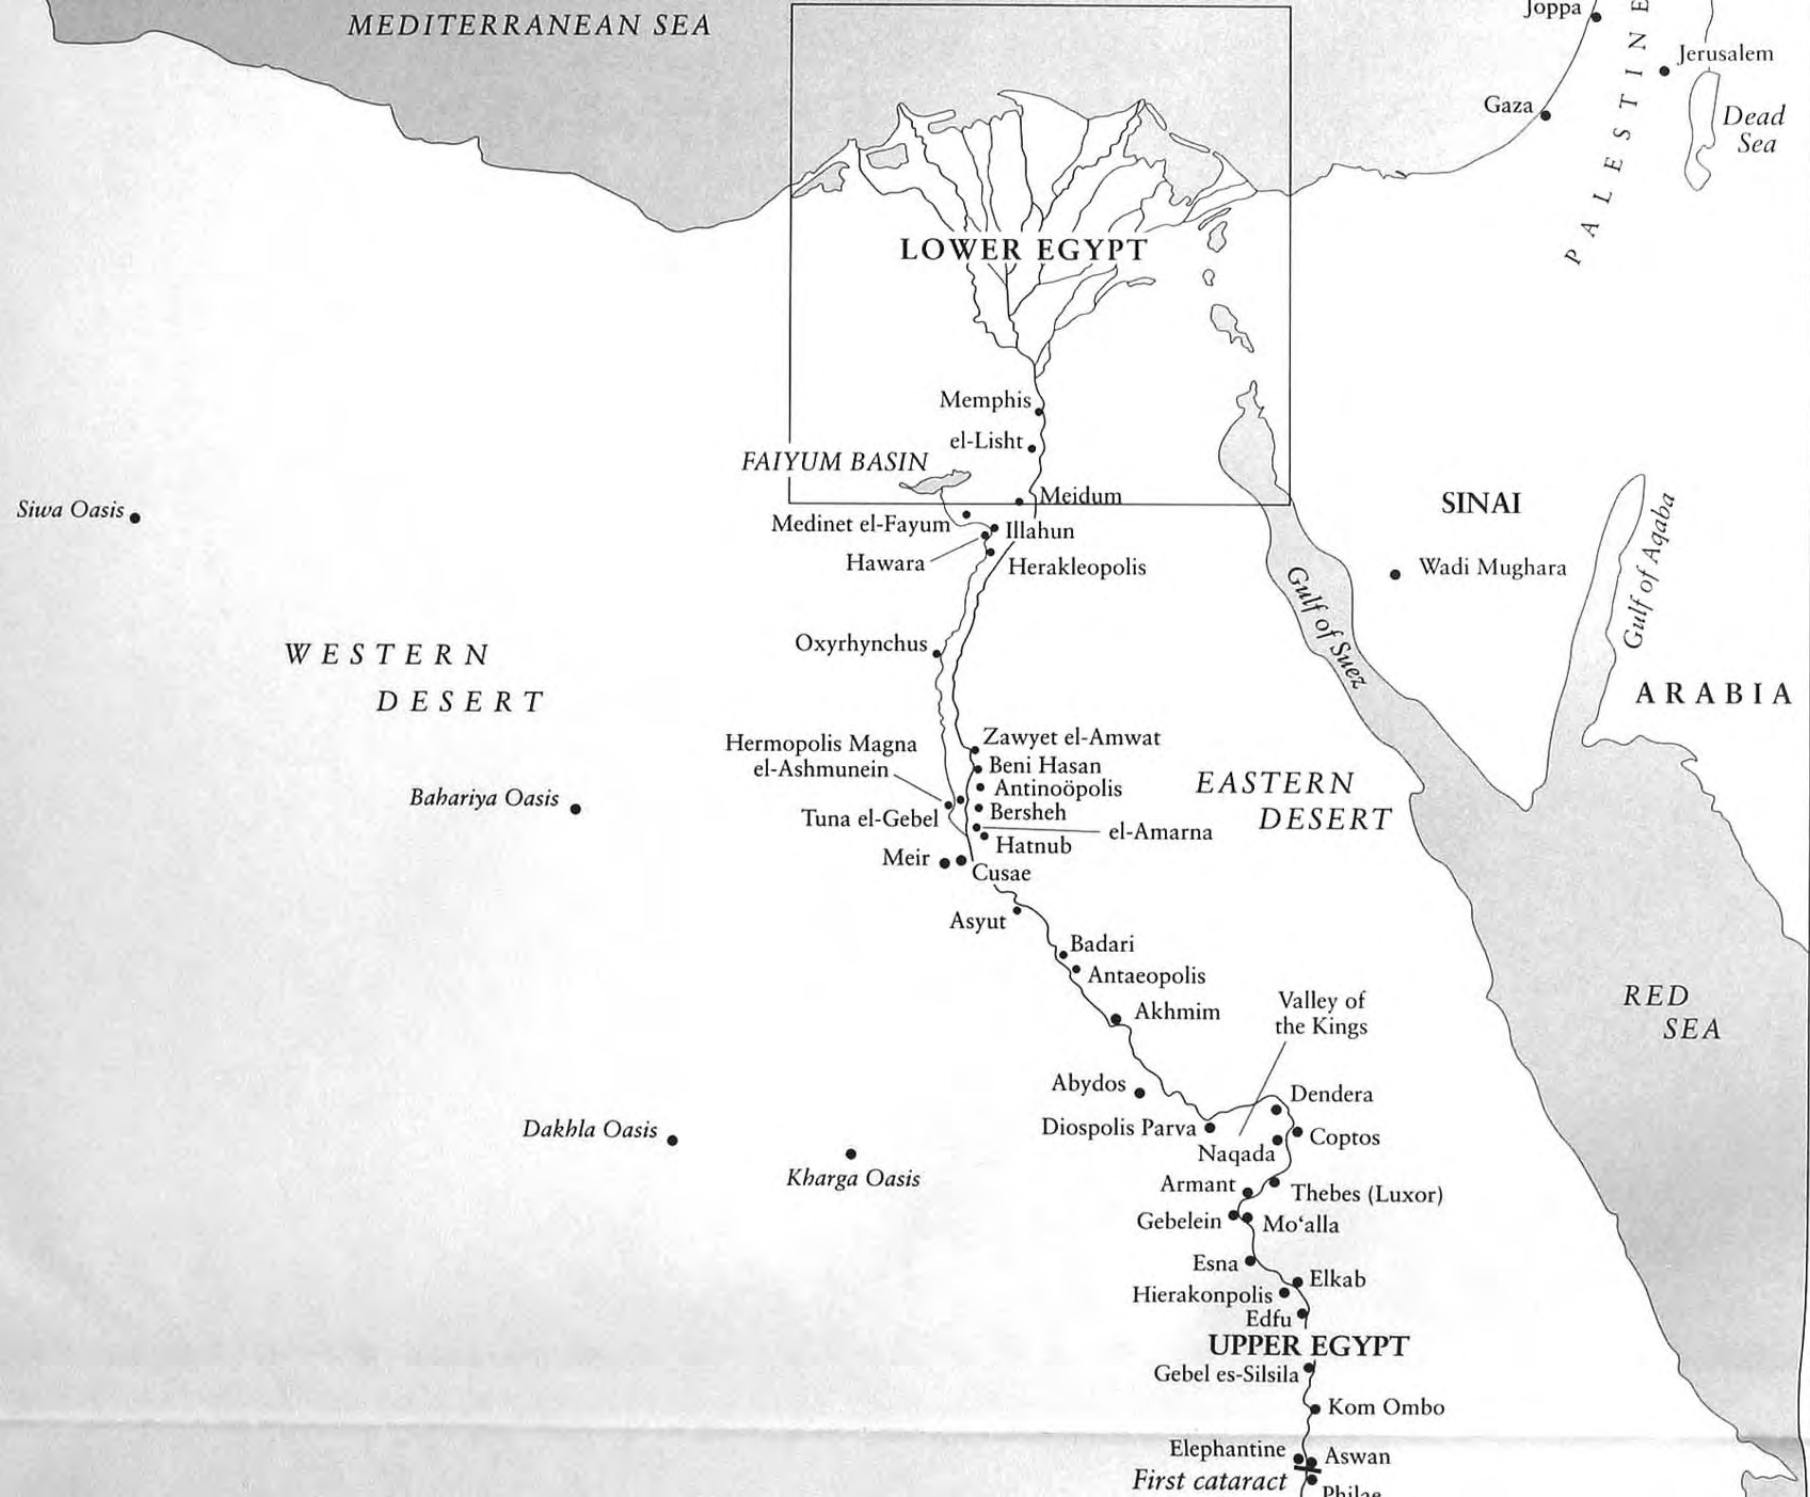 MEDITERRANEAN SEA
Joppa
PALESTINE
Jerusalem
Gaza
Dead
Sea
LOWER EGYPT
Memphis
el-Lisht
FAIYUM BASIN
Meidum
Siwa Oasis
SINAI
Medinet el-Fayum
Illahun
Hawara
Herakleopolis
Wadi Mughara
Gulf of Suez
Gulf of Aqaba
Oxyrhynchus
WESTERN
DESERT
ARABIA
Hermopolis Magna
el-Ashmunein
Zawyet el-Amwat
Beni Hasan
Antinoöpolis
Bersheh
Tuna el-Gebel
el-Amarna
Hatnub
Bahariya Oasis
EASTERN
DESERT
Meir
Cusae
Asyut
Badari
Antaeopolis
Akhmim
Valley of
the Kings
RED
SEA
Abydos
Dendera
Diospolis Parva
Coptos
Naqada
Dakhla Oasis
Kharga Oasis
Armant
Thebes (Luxor)
Gebelein
Mo‘alla
Esna
Elkab
Hierakonpolis
Edfu
UPPER EGYPT
Gebel es-Silsila
Kom Ombo
Elephantine
Aswan
First cataract
Philae